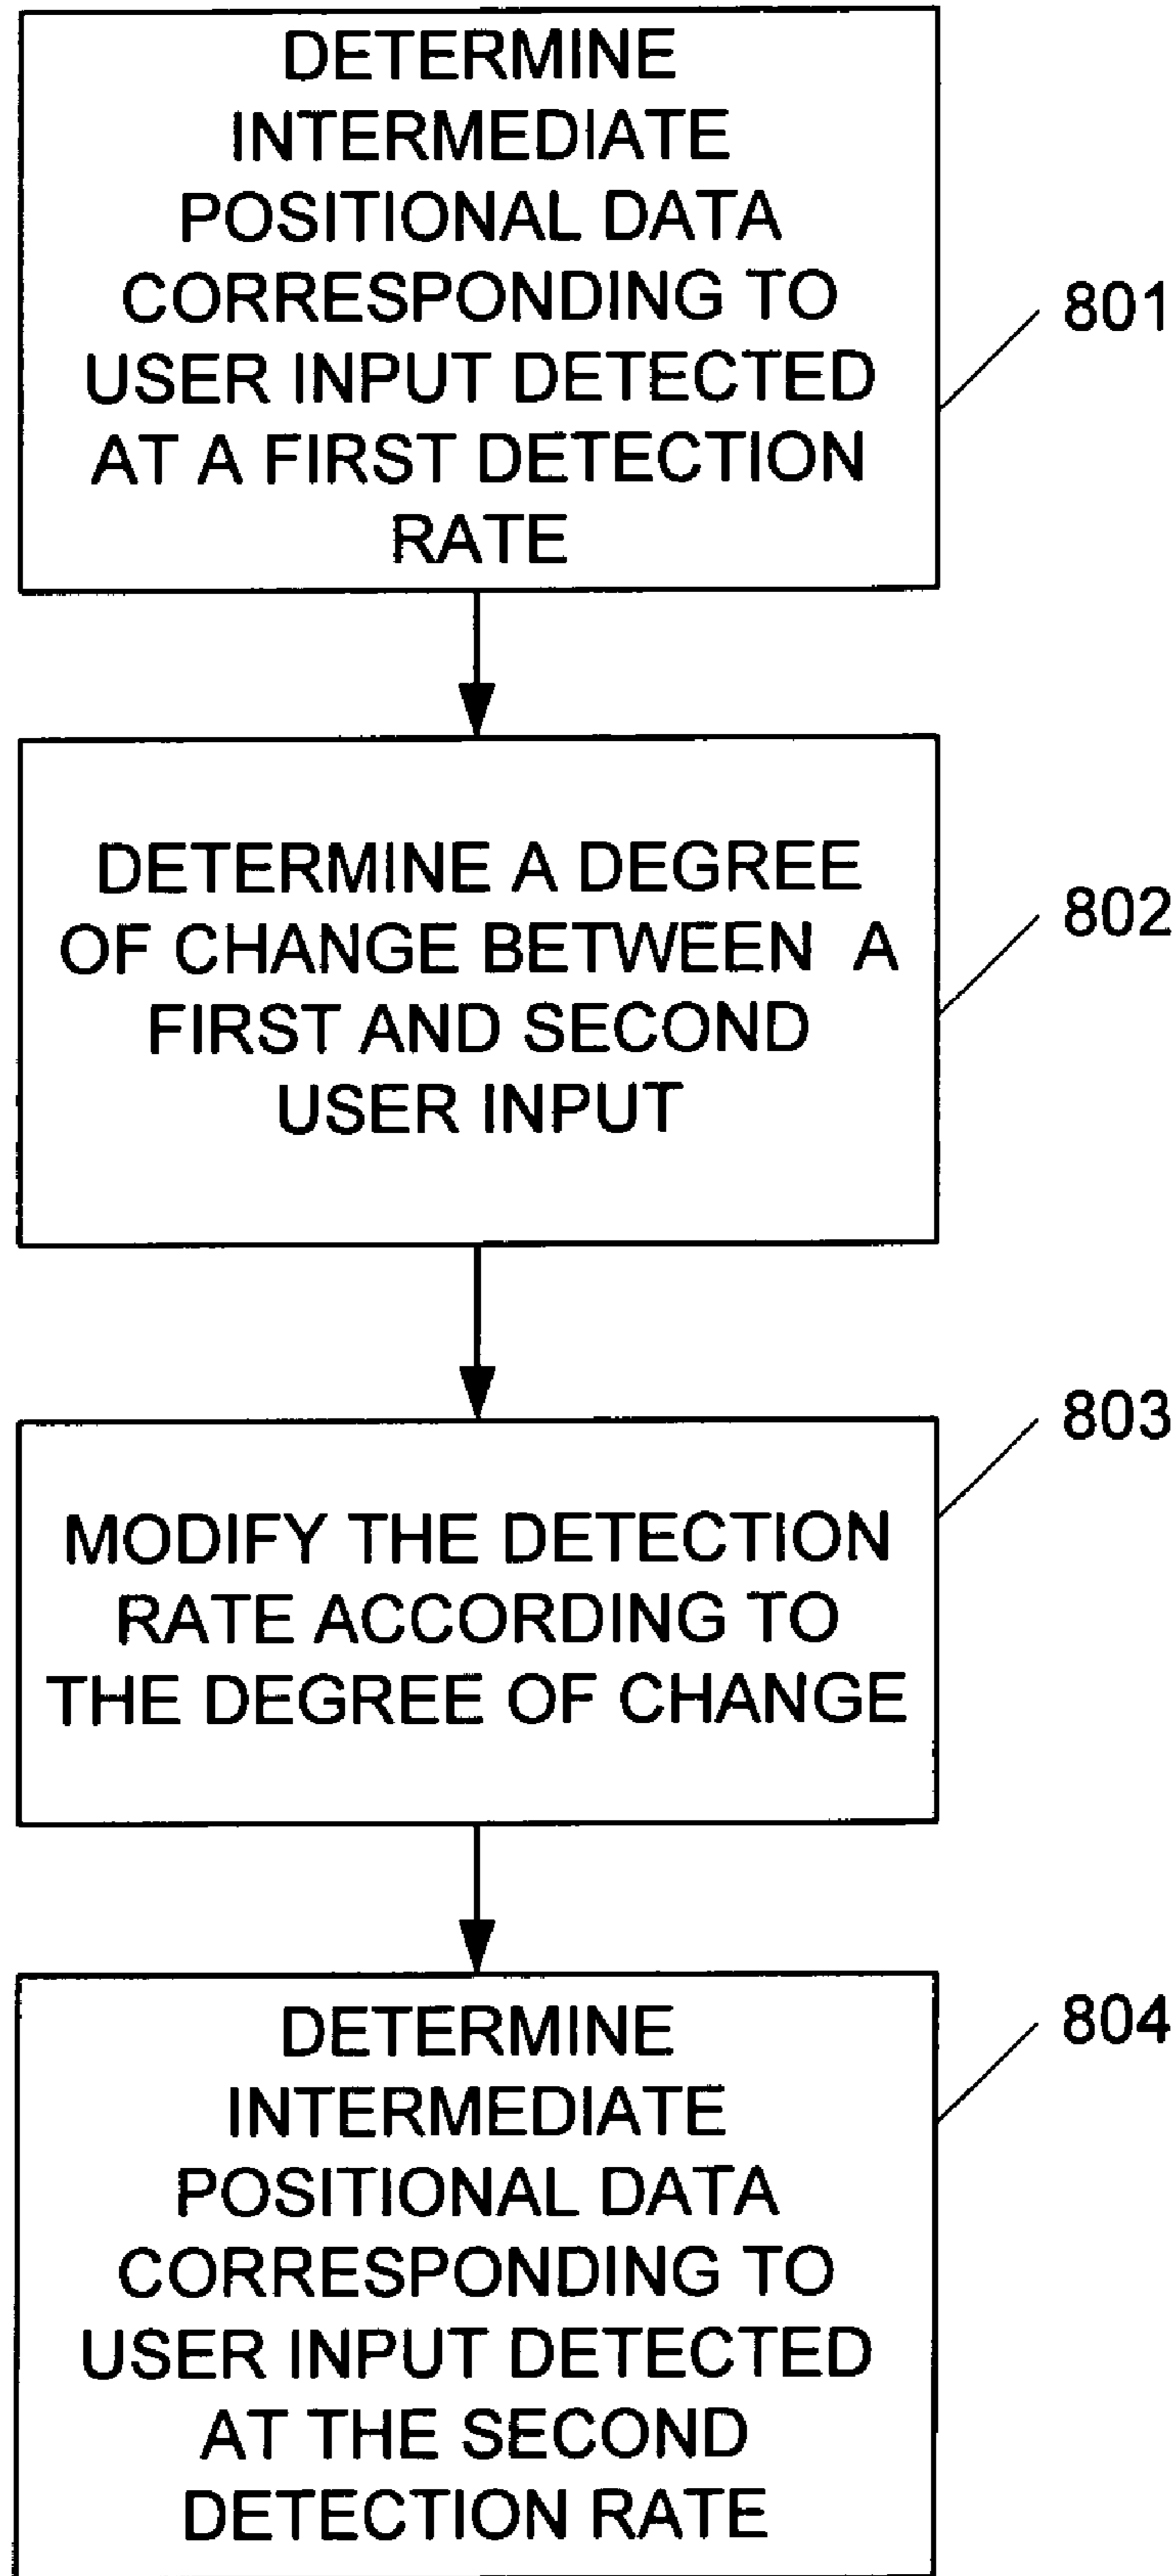 DETERMINE
INTERMEDIATE
POSITIONAL DATA
CORRESPONDING TO
USER INPUT DETECTED
AT A FIRST DETECTION
RATE
801
DETERMINE A DEGREE
OF CHANGE BETWEEN A
FIRST AND SECOND
USER INPUT
802
803
MODIFY THE DETECTION
RATE ACCORDING TO
THE DEGREE OF CHANGE
DETERMINE
INTERMEDIATE
POSITIONAL DATA
CORRESPONDING TO
USER INPUT DETECTED
AT THE SECOND
DETECTION RATE
804